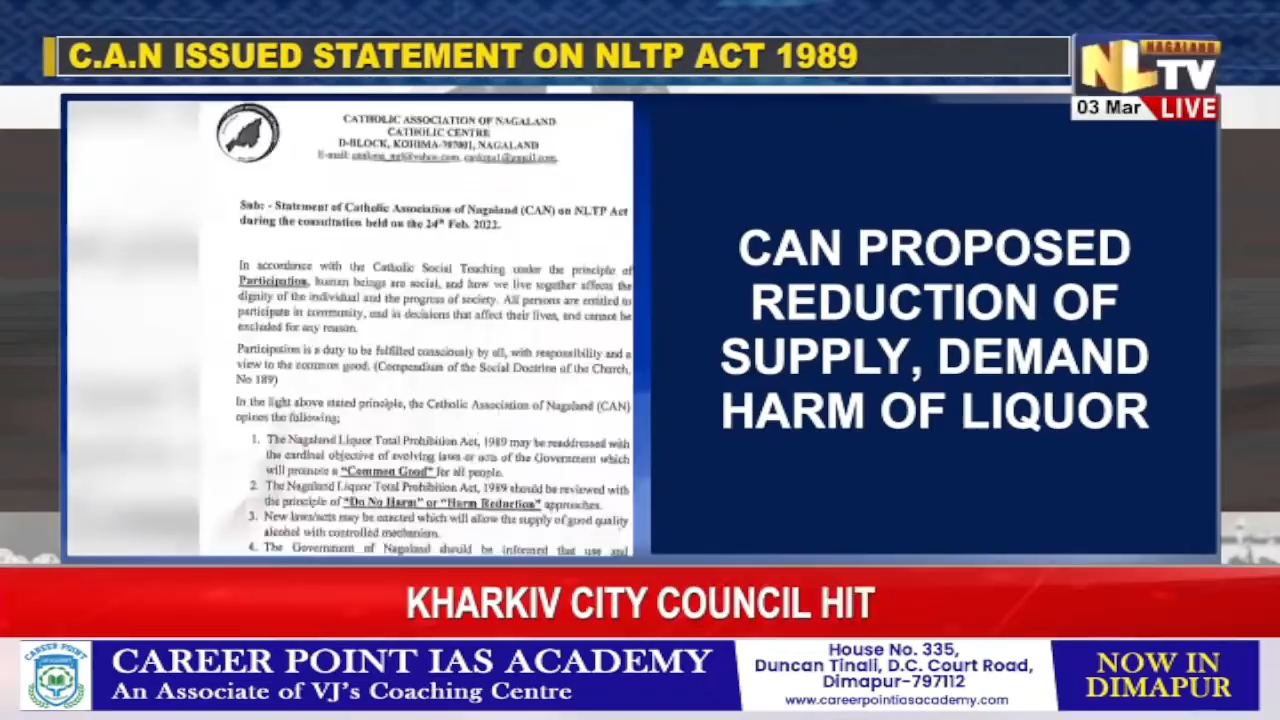 C.A.N ISSUED STATEMENT ON NLTP ACT 1989
NAGALAND
NLTV
03 Mar LIVE
CATHOLIC ASSOCIATION OF NAGALAND
CATHOLIC CENTRE
D-BLOCK, KOHIMA-797001, NAGALAND
E-mail:
Sub: - Statement of Catholic Association of Nagaland (CAN) on NLTP Act
during the consultation held on the 24th Feb. 2022.
In accordance with the Catholic Social Teaching under the principle of
Participation, human beings are social, and how we live together affects the
dignity of the individual and the progress of society. All persons are entitled to
participate in community, and in decisions that affect their lives, and cannot be
excluded for any reason.
Participation is a duty to be fulfilled consciously by all, with responsibility and a
view to the common good. (Compendium of the Social Doctrine of the Church,
No 189)
In the light above stated principle, the Catholic Association of Nagaland (CAN)
opines the following;
1. The Nagaland Liquor Total Prohibition Act, 1989 may be readdressed with
the cardinal objective of evolving laws or acts of the Government which
will promote a "Common Good" for all people.
2. The Nagaland Liquor Total Prohibition Act, 1989 should be reviewed with
the principle of "Do No Harm" or "Harm Reduction" approaches.
3. New laws/acts may be enacted which will allow the supply of good quality
alcohol with controlled mechanism.
4. The Government of Nagaland should be informed that use and
CAN PROPOSED
REDUCTION OF
SUPPLY, DEMAND
HARM OF LIQUOR
KHARKIV CITY COUNCIL HIT
CAREER POINT
CAREER POINT IAS ACADEMY
An Associate of VJ's Coaching Centre
House No. 335,
Duncan Tinali, D.C. Court Road,
Dimapur-797112
www.careerpointiasacademy.com
NOW IN
DIMAPUR